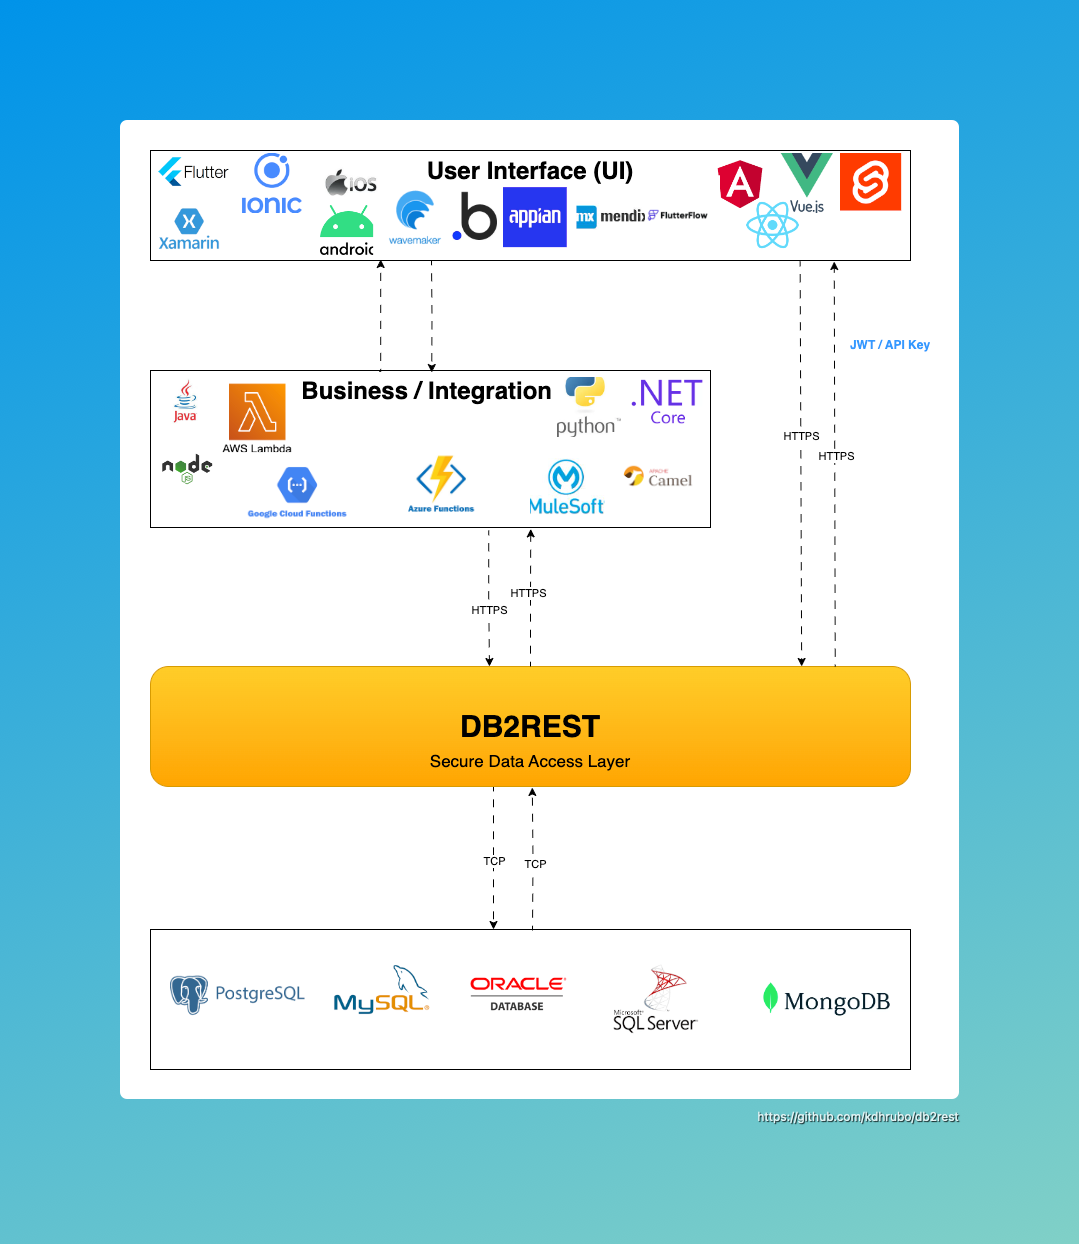 User Interface (UI)
Flutter
IONIC
iOS
Xamarin
android
wavemaker
.b
appian
mx mendix
FlutterFlow
Vue.js
JWT / API Key
Business / Integration
Java
AWS Lambda
python™
.NET
Core
node
JS
Google Cloud Functions
Azure Functions
MuleSoft
APACHE
Camel
HTTPS
HTTPS
HTTPS
HTTPS
DB2REST
Secure Data Access Layer
TCP
TCP
PostgreSQL
MySQL®
ORACLE®
DATABASE
Microsoft®
SQL Server®
MongoDB
https://github.com/kdhrubo/db2rest